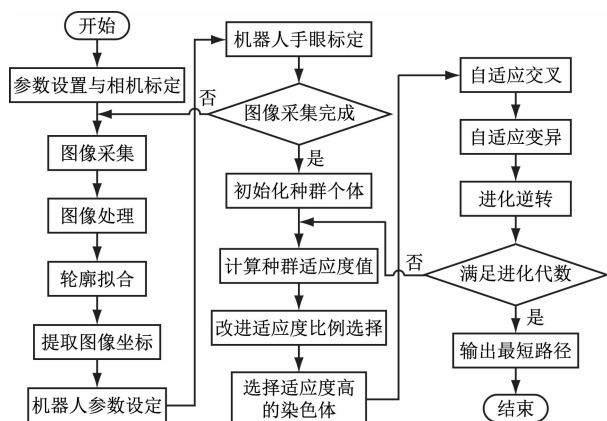 开始
参数设置与相机标定
图像采集
图像处理
轮廓拟合
提取图像坐标
机器人参数设定
机器人手眼标定
否
图像采集完成
是
初始化种群个体
计算种群适应度值
改进适应度比例选择
选择适应度高
的染色体
自适应交叉
自适应变异
进化逆转
否
满足进化代数
是
输出最短路径
结束